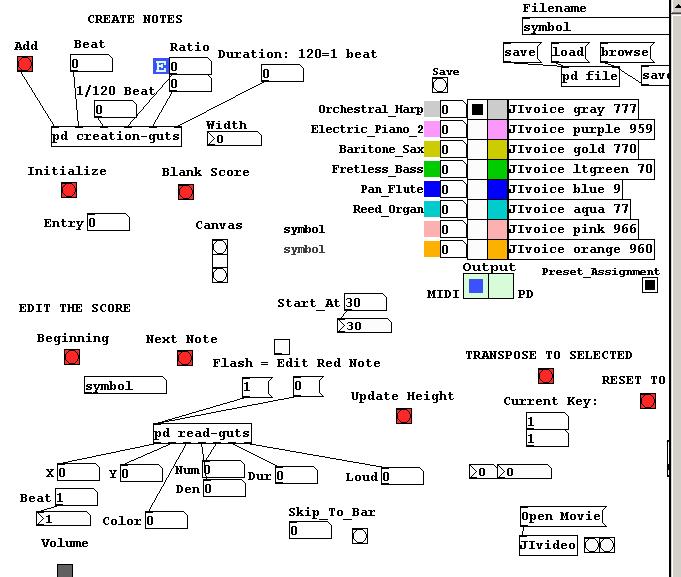 Filename
CREATE NOTES
symbol
Add
Beat
Ratio
Duration: 120=1 beat
save
load
browse
E
0
0
0
0
pd file
save
Save
1/120 Beat
0
Orchestral_Harp 0 JIvoice gray 777
Width
Electric_Piano_2 0 JIvoice purple 959
pd creation-guts
0
Baritone_Sax 0 JIvoice gold 770
Initialize
Blank Score
Fretless_Bass 0 JIvoice ltgreen 70
Pan_Flute 0 JIvoice blue 9
Reed_Organ 0 JIvoice aqua 77
Entry 0
Canvas
symbol
0 JIvoice pink 966
symbol
0 JIvoice orange 960
Output
Preset_Assignment
MIDI
PD
EDIT THE SCORE
Start_At 30
30
Beginning
Next Note
Flash = Edit Red Note
TRANSPOSE TO SELECTED
RESET TO
symbol
1
0
Update Height
Current Key:
1
1
pd read-guts
X 0
Y 0
Num 0
Den 0
Dur 0
Loud 0
0
0
Beat 1
1
Color 0
Skip_To_Bar
0
Open Movie
JIvideo
Volume